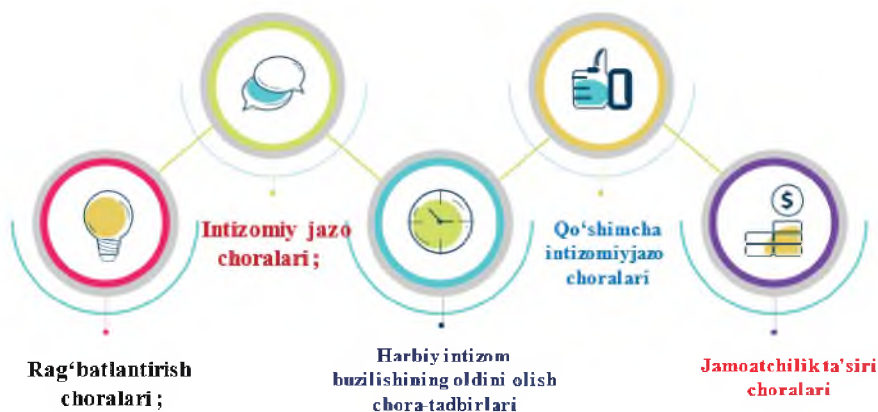 Rag‘batlantirish
choralari ;
Intizomiy jazo
choralari ;
Harbiy intizom
buzilishining oldini olish
chora-tadbirlari
Qo‘shimcha
intizomiyjazo
choralari
$
Jamoatchilik ta’siri
choralari